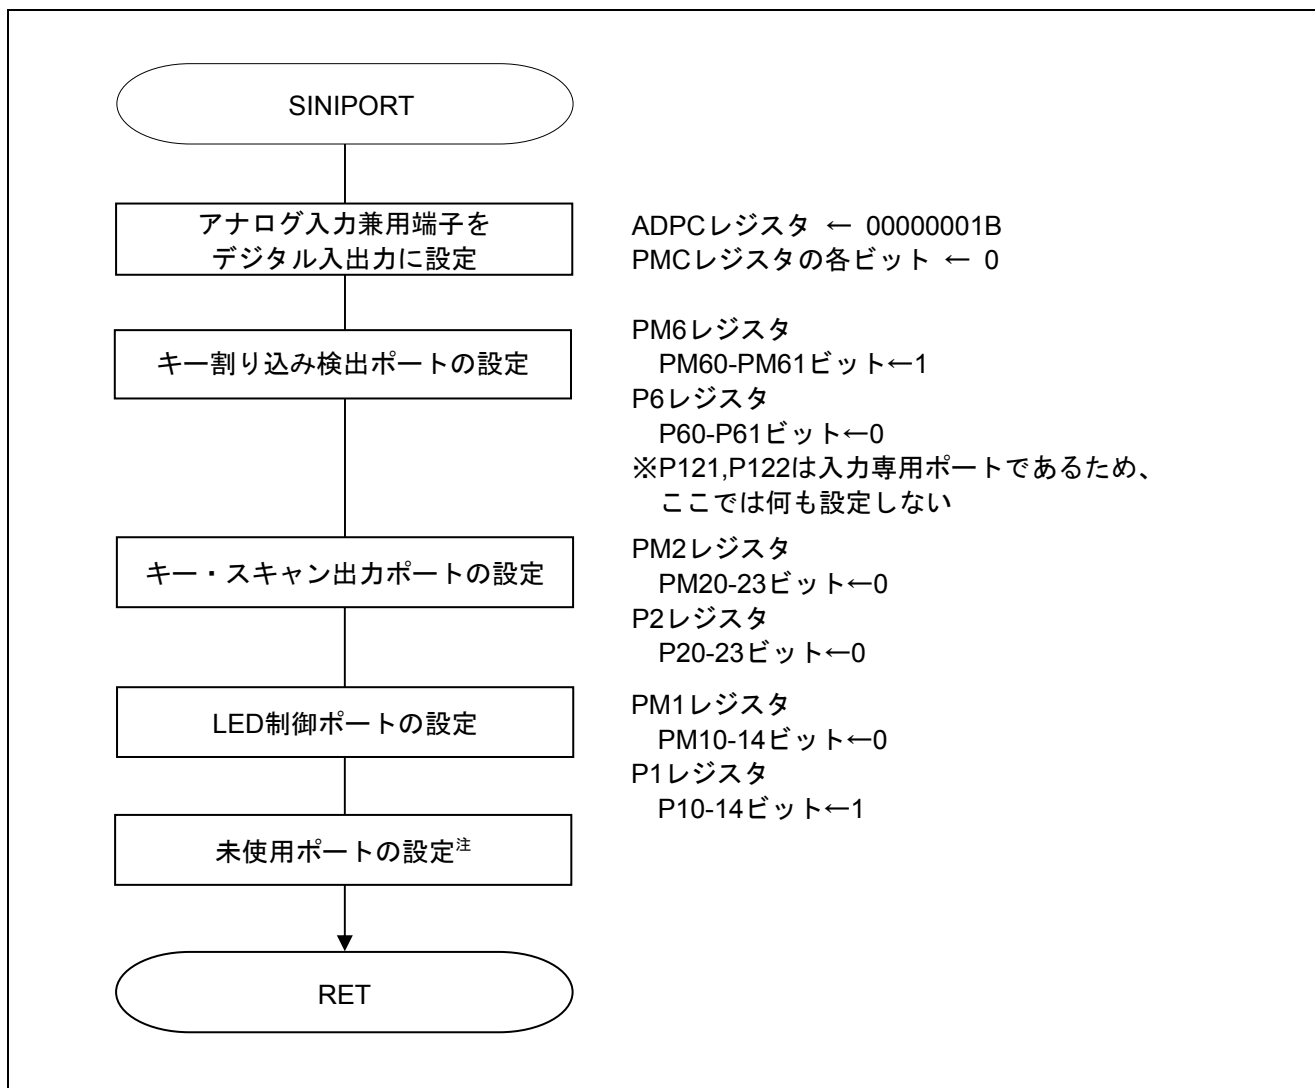 SINIPORT
アナログ入力兼用端子を
デジタル入出力に設定
ADPCレジスタ ← 00000001B
PMCレジスタの各ビット ← 0
キー割り込み検出ポートの設定
PM6レジスタ
PM60-PM61ビット←1
P6レジスタ
P60-P61ビット←0
※P121,P122は入力専用ポートであるため、
ここでは何も設定しない
キー・スキャン出力ポートの設定
PM2レジスタ
PM20-23ビット←0
P2レジスタ
P20-23ビット←0
LED制御ポートの設定
PM1レジスタ
PM10-14ビット←0
P1レジスタ
P10-14ビット←1
未使用ポートの設定注
RET